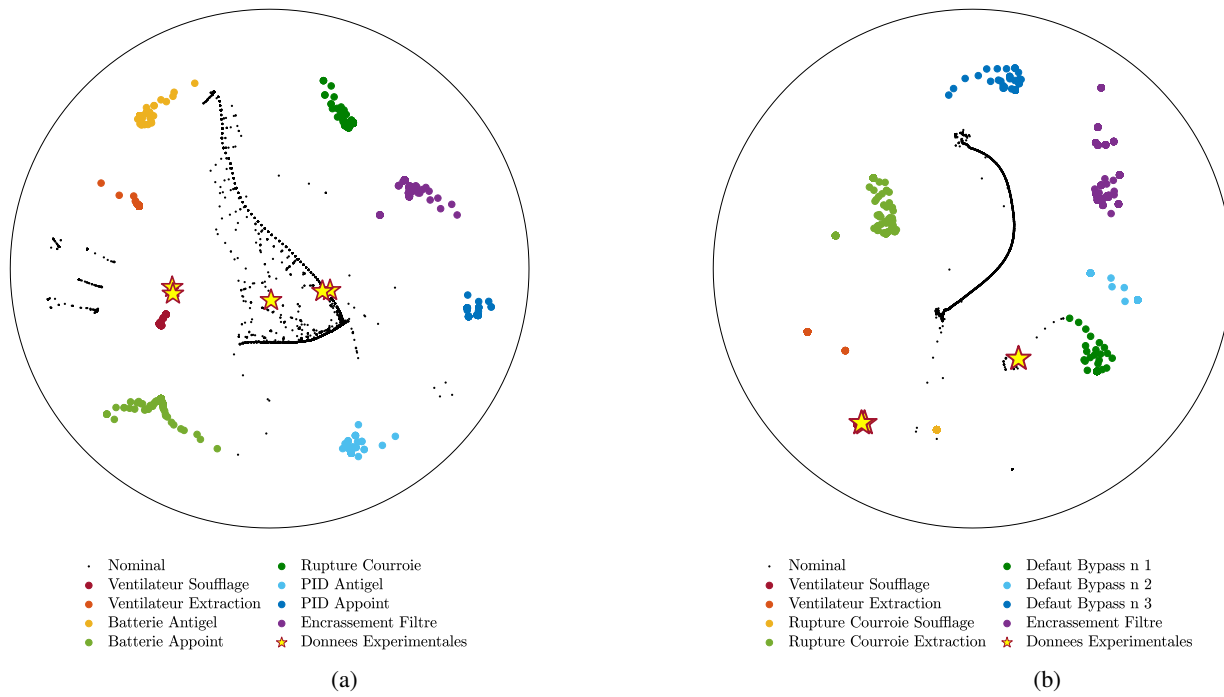 Nominal
Ventilateur Soufflage
Ventilateur Extraction
Batterie Antigel
Batterie Appoint
Rupture Courroie
PID Antigel
PID Appoint
Encrassement Filtre
Donnees Experimentales
(a)
Nominal
Ventilateur Soufflage
Ventilateur Extraction
Rupture Courroie Soufflage
Rupture Courroie Extraction
Defaut Bypass n 1
Defaut Bypass n 2
Defaut Bypass n 3
Encrassement Filtre
Donnees Experimentales
(b)